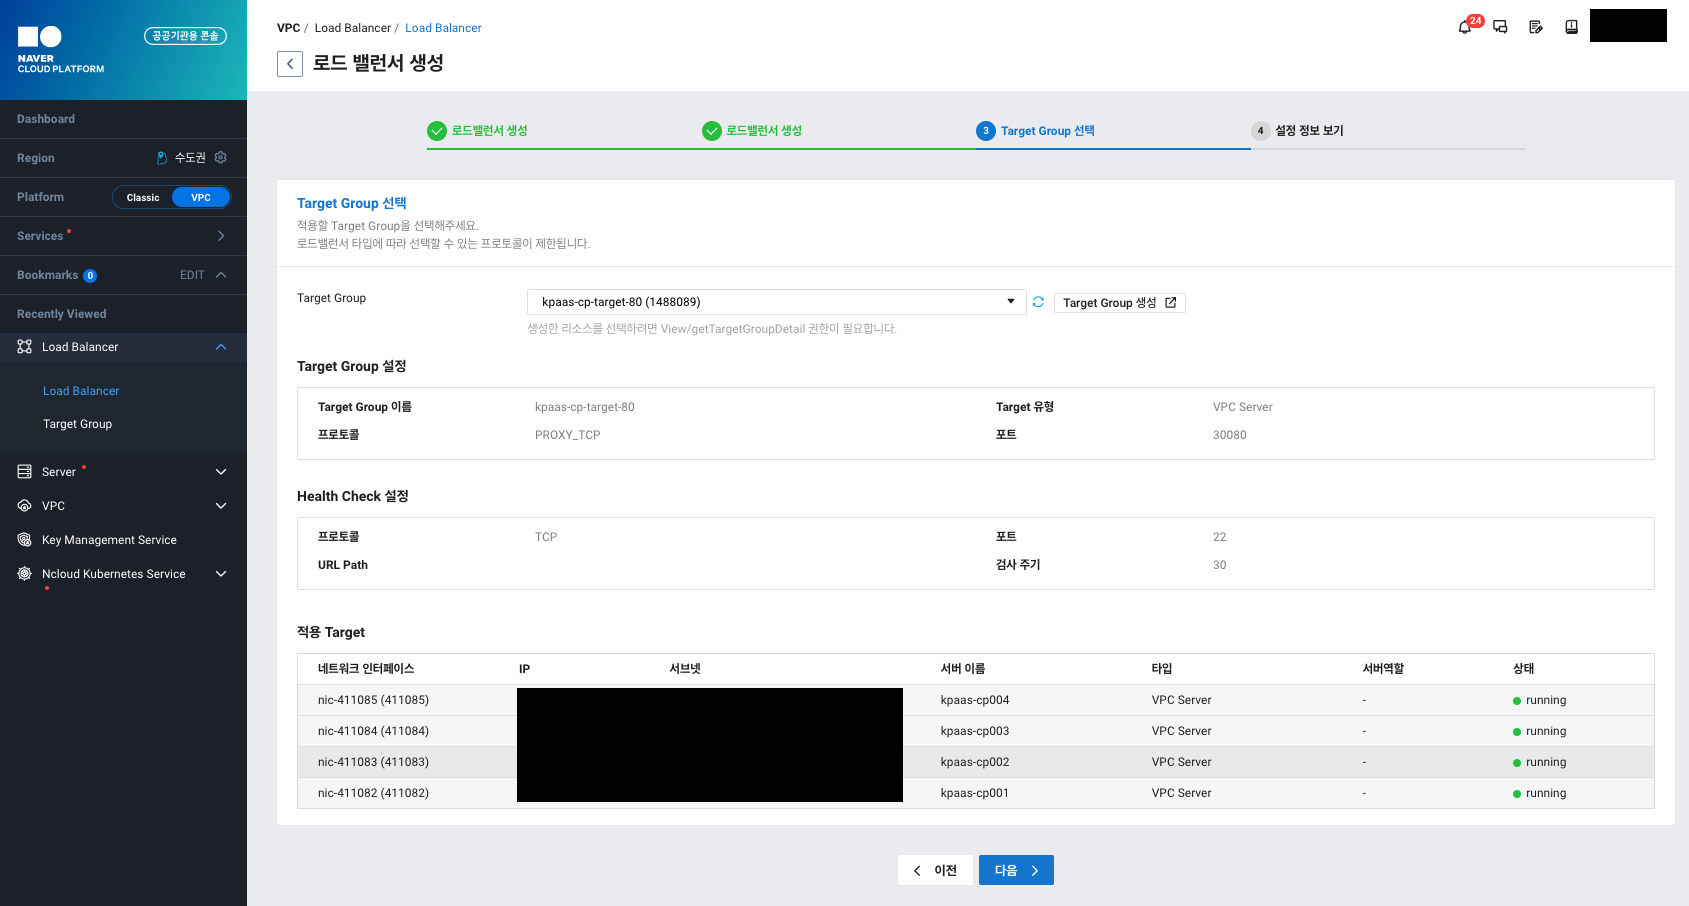 NAVER
CLOUD PLATFORM
공공기관용 콘솔
Dashboard
Region 수도권
Platform Classic VPC
Services
Bookmarks 0 EDIT
Recently Viewed
Load Balancer
Load Balancer
Target Group
Server
VPC
Key Management Service
Ncloud Kubernetes Service
VPC / Load Balancer / Load Balancer
24
로드 밸런서 생성
로드밸런서 생성
로드밸런서 생성
3 Target Group 선택
4 설정 정보 보기
Target Group 선택
적용할 Target Group을 선택해주세요.
로드밸런서 타입에 따라 선택할 수 있는 프로토콜이 제한됩니다.
Target Group kpaas-cp-target-80 (1488089) Target Group 생성
생성한 리소스를 선택하려면 View/getTargetGroupDetail 권한이 필요합니다.
Target Group 설정
Target Group 이름 kpaas-cp-target-80 Target 유형 VPC Server
프로토콜 PROXY_TCP 포트 30080
Health Check 설정
프로토콜 TCP 포트 22
URL Path 검사 주기 30
적용 Target
네트워크 인터페이스 IP 서브넷 서버 이름 타입 서버역할 상태
nic-411085 (411085) kpaas-cp004 VPC Server - running
nic-411084 (411084) kpaas-cp003 VPC Server - running
nic-411083 (411083) kpaas-cp002 VPC Server - running
nic-411082 (411082) kpaas-cp001 VPC Server - running
이전 다음